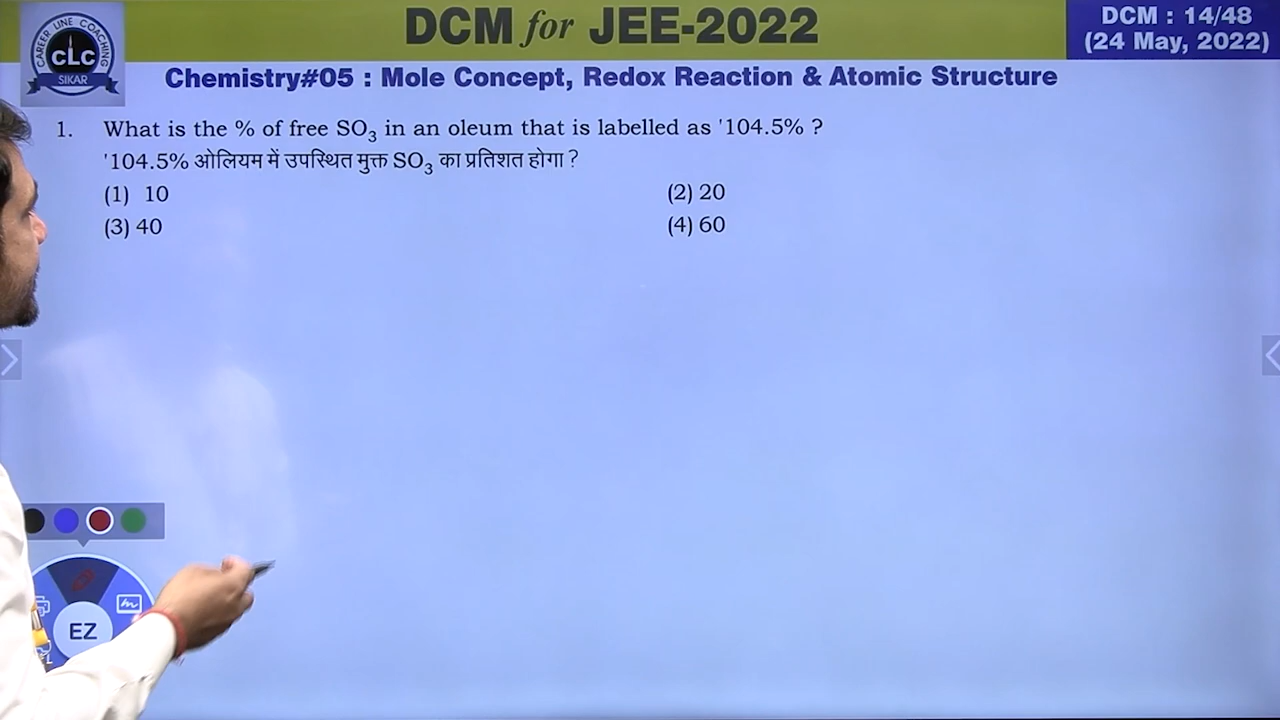 DCM for JEE-2022
DCM : 14/48
(24 May, 2022)
CAREER LINE COACHING
CLC
SIKAR
Chemistry#05 : Mole Concept, Redox Reaction & Atomic Structure
1. What is the % of free SO₃ in an oleum that is labelled as '104.5% ?
'104.5% ओलियम में उपस्थित मुक्त SO₃ का प्रतिशत होगा ?
(1) 10 (2) 20
(3) 40 (4) 60
EZ